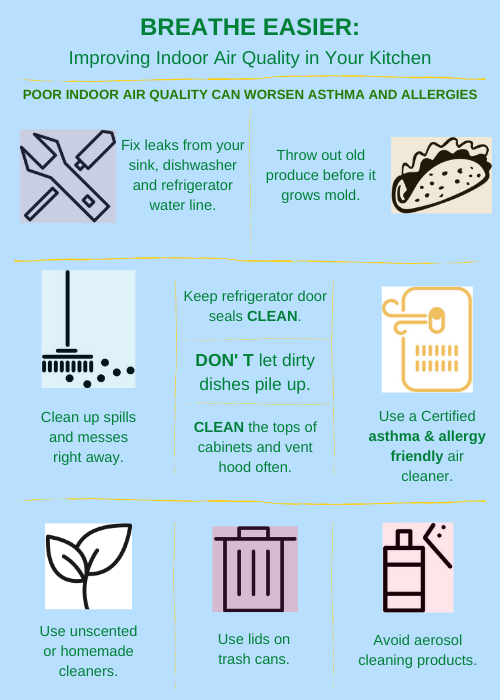 BREATHE EASIER:
Improving Indoor Air Quality in Your Kitchen
POOR INDOOR AIR QUALITY CAN WORSEN ASTHMA AND ALLERGIES
Fix leaks from your
sink, dishwasher
and refrigerator
water line.
Throw out old
produce before it
grows mold.
Clean up spills
and messes
right away.
Keep refrigerator door
seals CLEAN.
DON' T let dirty
dishes pile up.
CLEAN the tops of
cabinets and vent
hood often.
Use a Certified
asthma & allergy
friendly air
cleaner.
Use unscented
or homemade
cleaners.
Use lids on
trash cans.
Avoid aerosol
cleaning products.